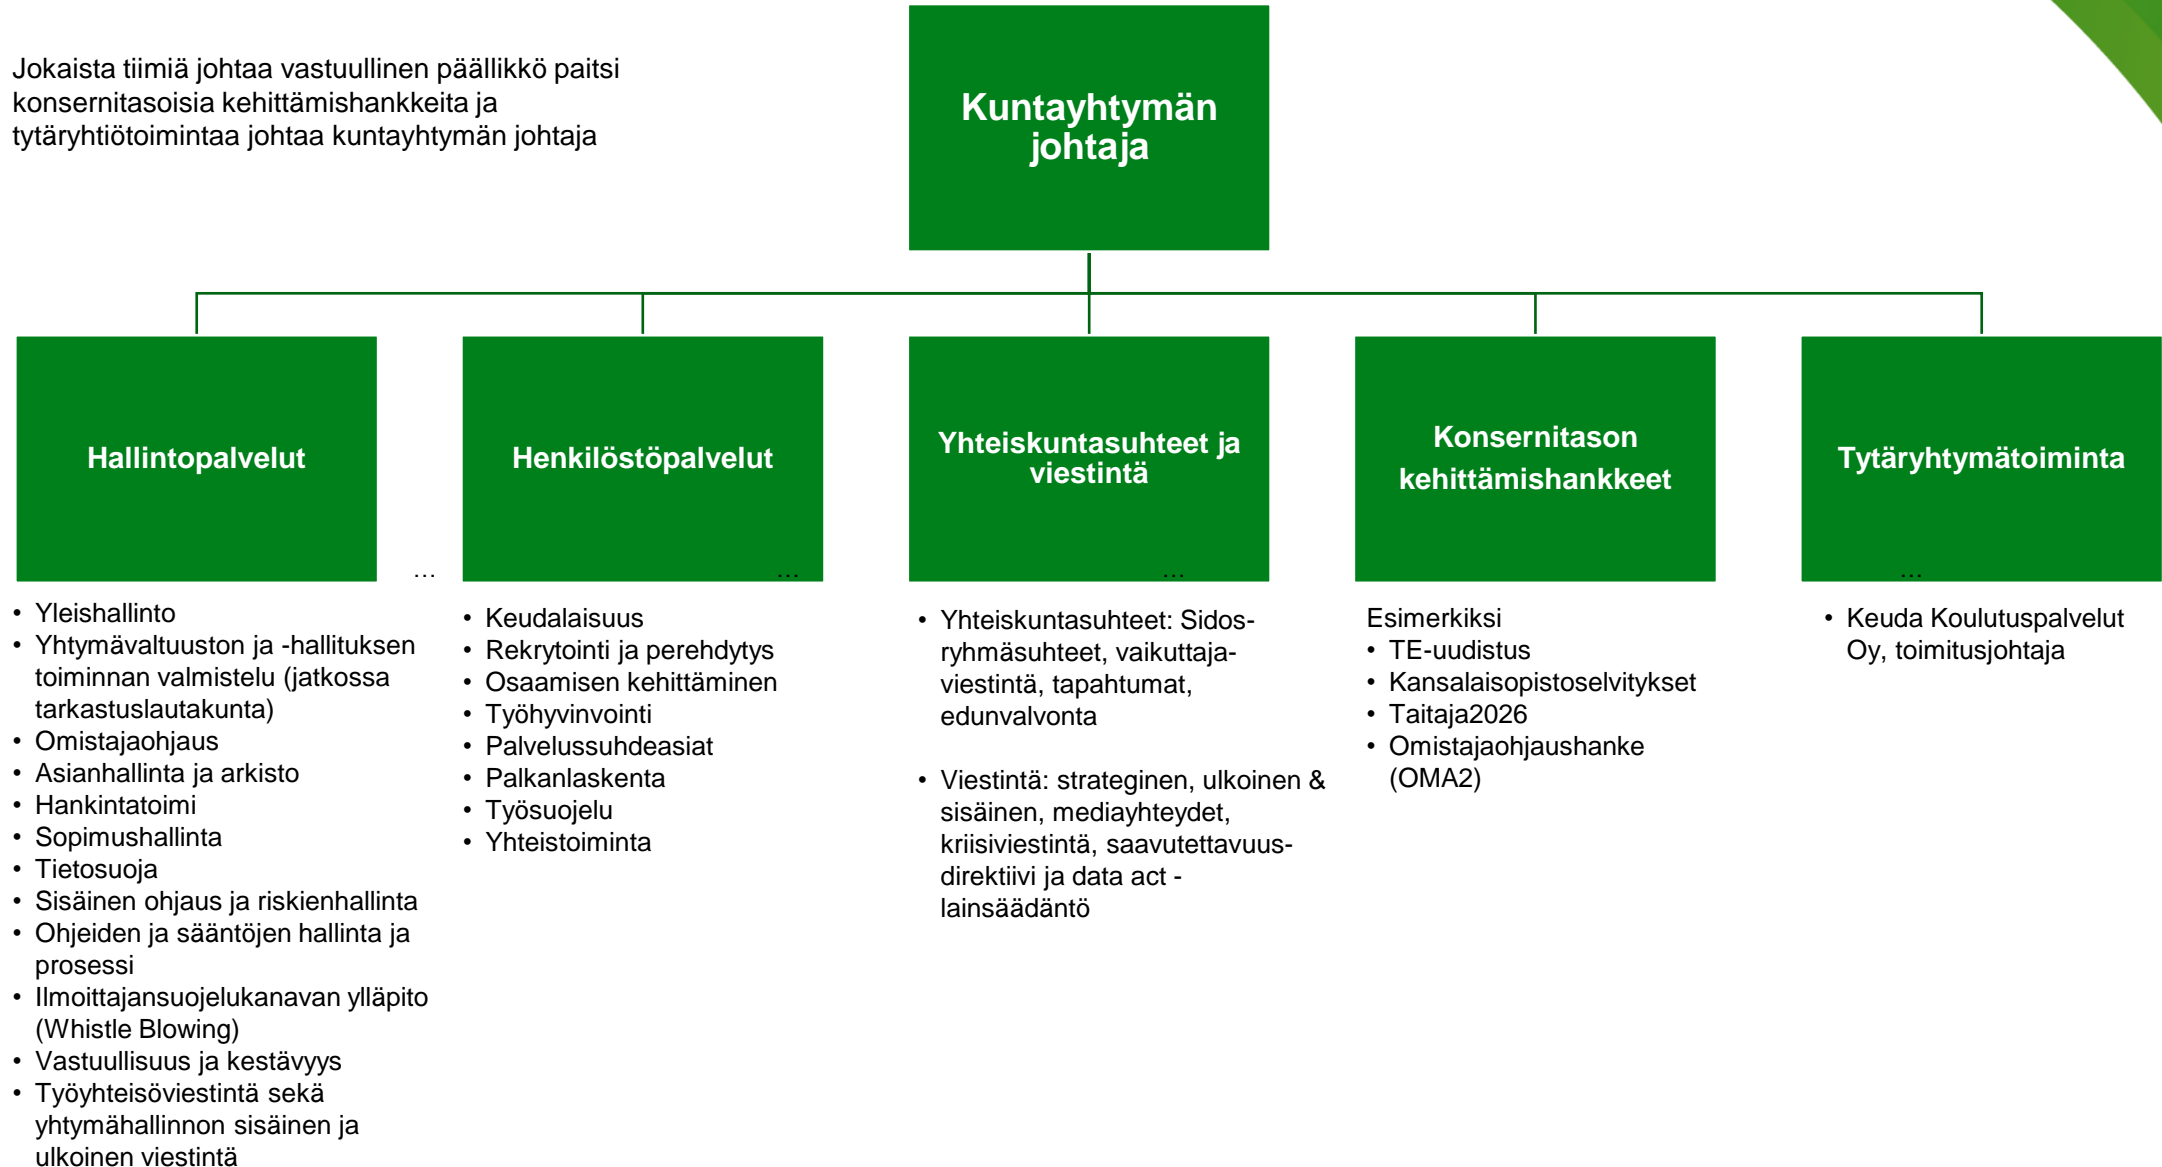 Jokaista tiimiä johtaa vastuullinen päällikkö paitsi
konsernitasoisia kehittämishankkeita ja
tytäryhtiötoimintaa johtaa kuntayhtymän johtaja
Kuntayhtymän
johtaja
Hallintopalvelut
Henkilöstöpalvelut
Yhteiskuntasuhteet ja
viestintä
Konsernitason
kehittämishankkeet
Tytäryhtymätoiminta
…
…
…
…
• Yleishallinto
• Yhtymävaltuuston ja -hallituksen
toiminnan valmistelu (jatkossa
tarkastuslautakunta)
• Omistajaohjaus
• Asianhallinta ja arkisto
• Hankintatoimi
• Sopimushallinta
• Tietosuoja
• Sisäinen ohjaus ja riskienhallinta
• Ohjeiden ja sääntöjen hallinta ja
prosessi
• Ilmoittajansuojelukanavan ylläpito
(Whistle Blowing)
• Vastuullisuus ja kestävyys
• Työyhteisöviestintä sekä
yhtymähallinnon sisäinen ja
ulkoinen viestintä
• Keudalaisuus
• Rekrytointi ja perehdytys
• Osaamisen kehittäminen
• Työhyvinvointi
• Palvelussuhdeasiat
• Palkanlaskenta
• Työsuojelu
• Yhteistoiminta
• Yhteiskuntasuhteet: Sidos-
ryhmäsuhteet, vaikuttaja-
viestintä, tapahtumat,
edunvalvonta
• Viestintä: strateginen, ulkoinen &
sisäinen, mediayhteydet,
kriisiviestintä, saavutettavuus-
direktiivi ja data act -
lainsäädäntö
Esimerkiksi
• TE-uudistus
• Kansalaisopistoselvitykset
• Taitaja2026
• Omistajaohjaushanke
(OMA2)
• Keuda Koulutuspalvelut
Oy, toimitusjohtaja